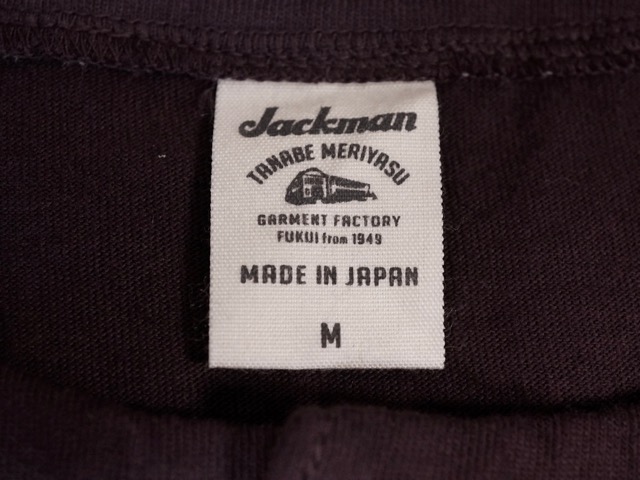 Jackman
TANABE MERIYASU
GARMENT FACTORY
FUKUI from 1949
MADE IN JAPAN
M